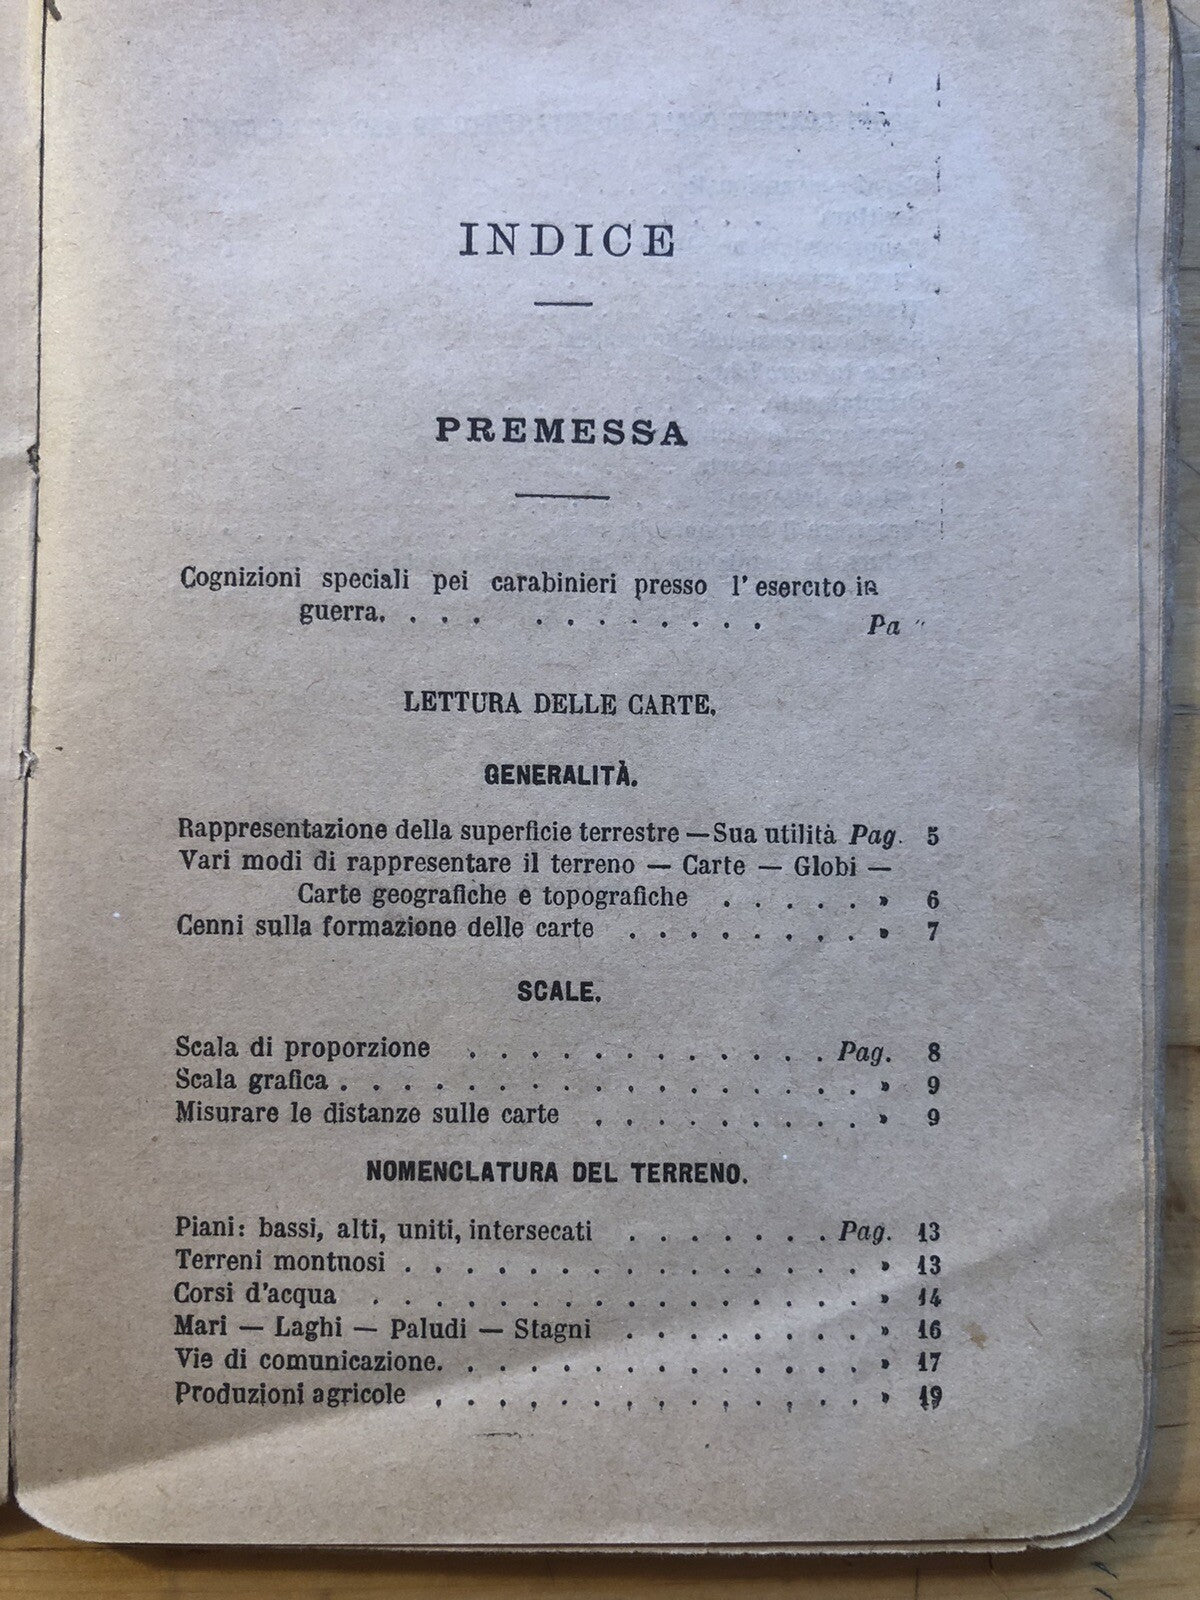 INDICE
PREMESSA
Cognizioni speciali pei carabinieri presso l'esercito in
guerra. . . . . . . . . . . . Pa
LETTURA DELLE CARTE.
GENERALITÀ.
Rappresentazione della superficie terrestre — Sua utilità Pag. 5
Vari modi di rappresentare il terreno — Carte — Globi —
Carte geografiche e topografiche . . . . . » 6
Cenni sulla formazione delle carte . . . . . . . . » 7
SCALE.
Scala di proporzione . . . . . . . . . . . . Pag. 8
Scala grafica . . . . . . . . . . . . . . . . . » 9
Misurare le distanze sulle carte . . . . . . . . . » 9
NOMENCLATURA DEL TERRENO.
Piani: bassi, alti, uniti, intersecati . . . . . . . Pag. 13
Terreni montuosi . . . . . . . . . . . . . . . » 13
Corsi d'acqua . . . . . . . . . . . . . . . . » 14
Mari — Laghi — Paludi — Stagni . . . . . . . . » 16
Vie di comunicazione. . . . . . . . . . . . . . » 17
Produzioni agricole . . . . . . . . . . . . . . » 19